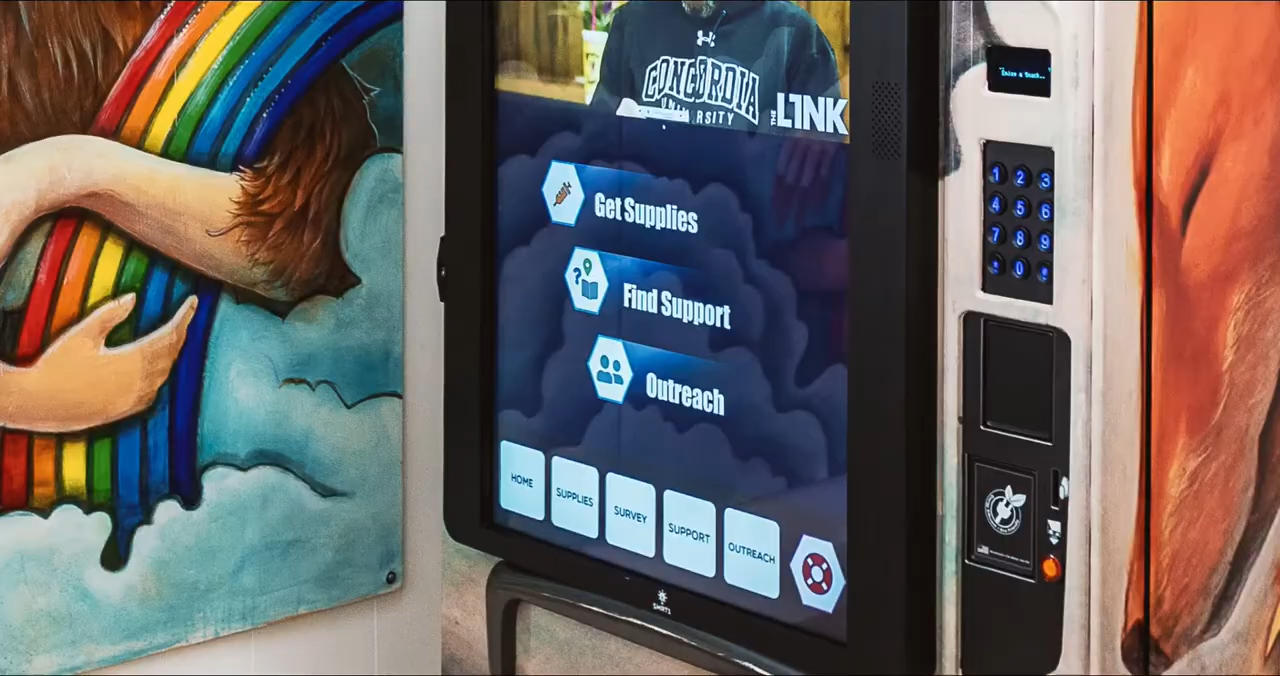 CONCORDIA
THE L1NK
Get Supplies
Find Support
Outreach
HOME
SUPPLIES
SURVEY
SUPPORT
OUTREACH
SMRT1
1 2 3
4 5 6
7 8 9
* 0